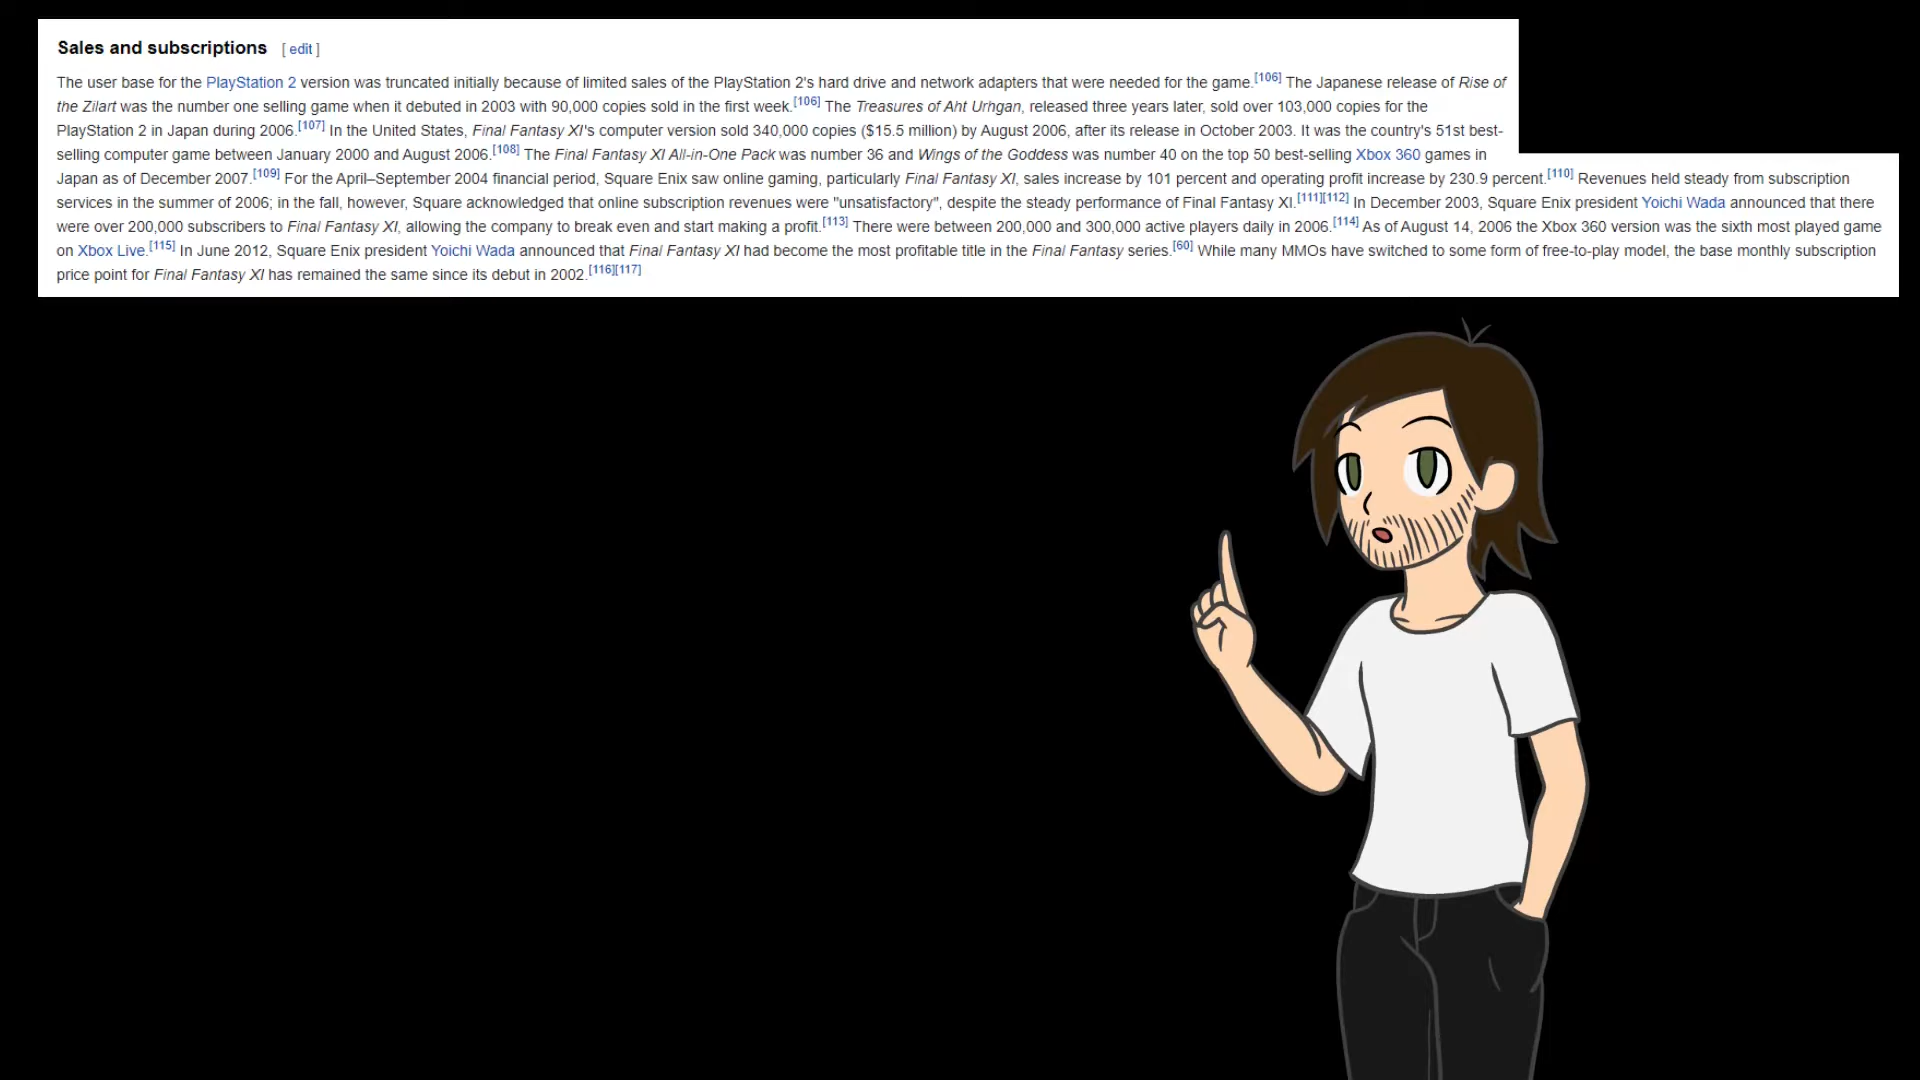 Sales and subscriptions [ edit ]
The user base for the PlayStation 2 version was truncated initially because of limited sales of the PlayStation 2's hard drive and network adapters that were needed for the game.[106] The Japanese release of Rise of
the Zilart was the number one selling game when it debuted in 2003 with 90,000 copies sold in the first week.[106] The Treasures of Aht Urhgan, released three years later, sold over 103,000 copies for the
PlayStation 2 in Japan during 2006.[107] In the United States, Final Fantasy XI's computer version sold 340,000 copies ($15.5 million) by August 2006, after its release in October 2003. It was the country's 51st best-
selling computer game between January 2000 and August 2006.[108] The Final Fantasy XI All-in-One Pack was number 36 and Wings of the Goddess was number 40 on the top 50 best-selling Xbox 360 games in
Japan as of December 2007.[109] For the April–September 2004 financial period, Square Enix saw online gaming, particularly Final Fantasy XI, sales increase by 101 percent and operating profit increase by 230.9 percent.[110] Revenues held steady from subscription
services in the summer of 2006; in the fall, however, Square acknowledged that online subscription revenues were "unsatisfactory", despite the steady performance of Final Fantasy XI.[111][112] In December 2003, Square Enix president Yoichi Wada announced that there
were over 200,000 subscribers to Final Fantasy XI, allowing the company to break even and start making a profit.[113] There were between 200,000 and 300,000 active players daily in 2006.[114] As of August 14, 2006 the Xbox 360 version was the sixth most played game
on Xbox Live.[115] In June 2012, Square Enix president Yoichi Wada announced that Final Fantasy XI had become the most profitable title in the Final Fantasy series.[60] While many MMOs have switched to some form of free-to-play model, the base monthly subscription
price point for Final Fantasy XI has remained the same since its debut in 2002.[116][117]